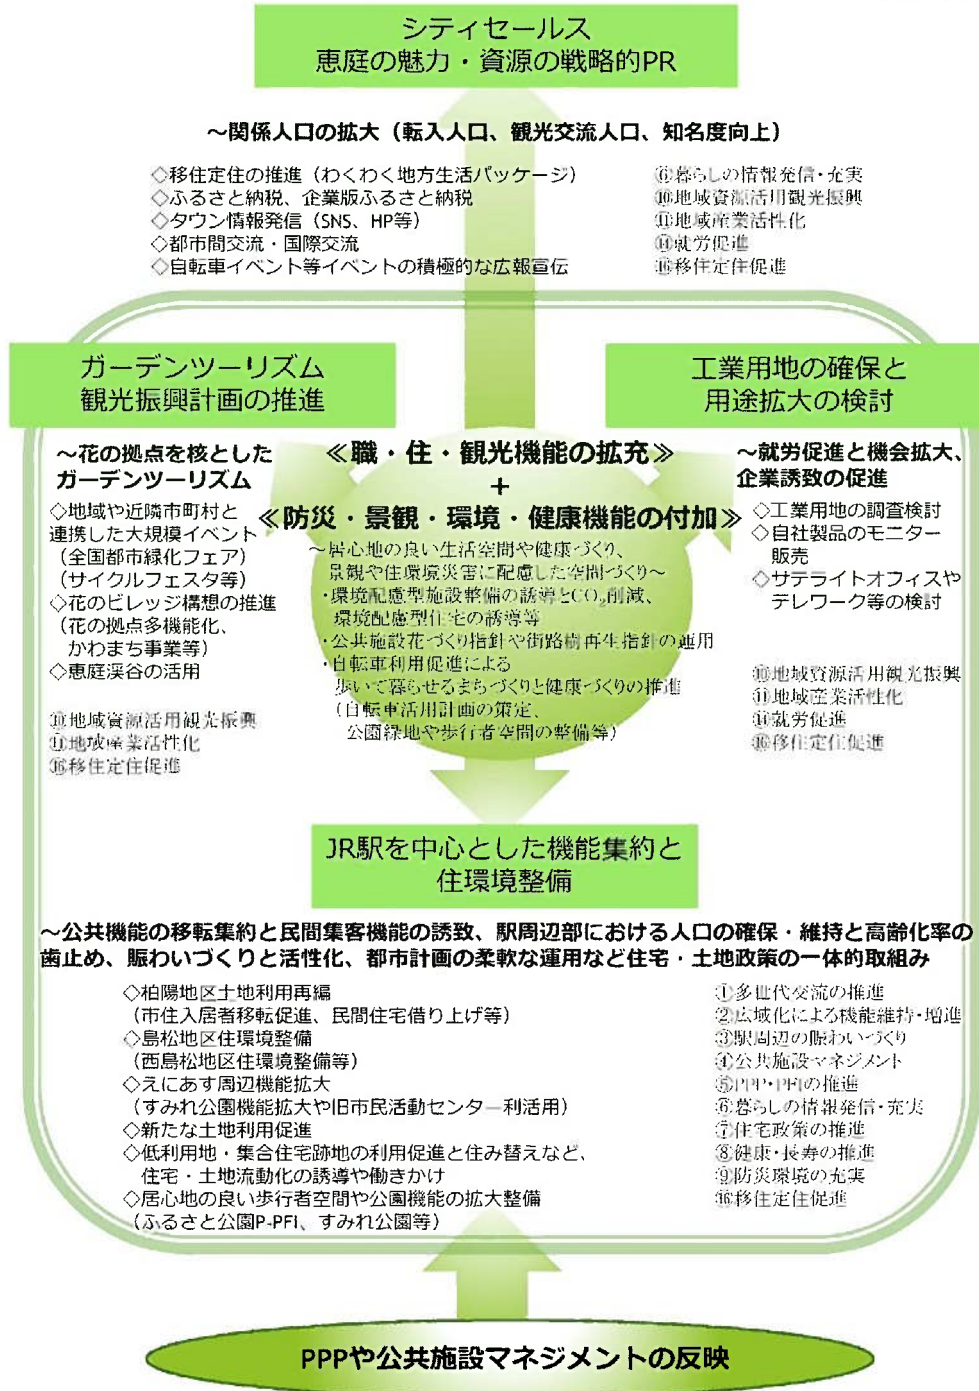 シティセールス
恵庭の魅力・資源の戦略的PR
～関係人口の拡大（転入人口、観光交流人口、知名度向上）
◇移住定住の推進（わくわく地方生活パッケージ）
◇ふるさと納税、企業版ふるさと納税
◇タウン情報発信（SNS、HP等）
◇都市間交流・国際交流
◇自転車イベント等イベントの積極的な広報宣伝
⑥暮らしの情報発信・充実
⑩地域資源活用観光振興
⑪地域産業活性化
⑭就労促進
⑯移住定住促進
ガーデンツーリズム
観光振興計画の推進
～花の拠点を核とした
ガーデンツーリズム
◇地域や近隣市町村と
連携した大規模イベント
（全国都市緑化フェア）
（サイクルフェスタ等）
◇花のビレッジ構想の推進
（花の拠点多機能化、
かわまち事業等）
◇恵庭渓谷の活用
⑩地域資源活用観光振興
⑪地域産業活性化
⑯移住定住促進
≪職・住・観光機能の拡充≫
+
≪防災・景観・環境・健康機能の付加≫
～居心地の良い生活空間や健康づくり、
景観や住環境災害に配慮した空間づくり～
・環境配慮型施設整備の誘導とCO₂削減、
環境配慮型住宅の誘導等
・公共施設花づくり指針や街路樹再生指針の運用
・自転車利用促進による
歩いて暮らせるまちづくりと健康づくりの推進
（自転車活用計画の策定、
公園緑地や歩行者空間の整備等）
工業用地の確保と
用途拡大の検討
～就労促進と機会拡大、
企業誘致の促進
◇工業用地の調査検討
◇自社製品のモニター
販売
◇サテライトオフィスや
テレワーク等の検討
⑩地域資源活用観光振興
⑪地域産業活性化
⑭就労促進
⑯移住定住促進
JR駅を中心とした機能集約と
住環境整備
～公共機能の移転集約と民間集客機能の誘致、駅周辺部における人口の確保・維持と高齢化率の
歯止め、賑わいづくりと活性化、都市計画の柔軟な運用など住宅・土地政策の一体的取組み
◇柏陽地区土地利用再編
（市住入居者移転促進、民間住宅借り上げ等）
◇島松地区住環境整備
（西島松地区住環境整備等）
◇えにあす周辺機能拡大
（すみれ公園機能拡大や旧市民活動センター利活用）
◇新たな土地利用促進
◇低利用地・集合住宅跡地の利用促進と住み替えなど、
住宅・土地流動化の誘導や働きかけ
◇居心地の良い歩行者空間や公園機能の拡大整備
（ふるさと公園P-PFI、すみれ公園等）
①多世代交流の推進
②広域化による機能維持・増進
③駅周辺の賑わいづくり
④公共施設マネジメント
⑤PPP・PFIの推進
⑥暮らしの情報発信・充実
⑦住宅政策の推進
⑧健康・長寿の推進
⑨防災環境の充実
⑯移住定住促進
PPPや公共施設マネジメントの反映